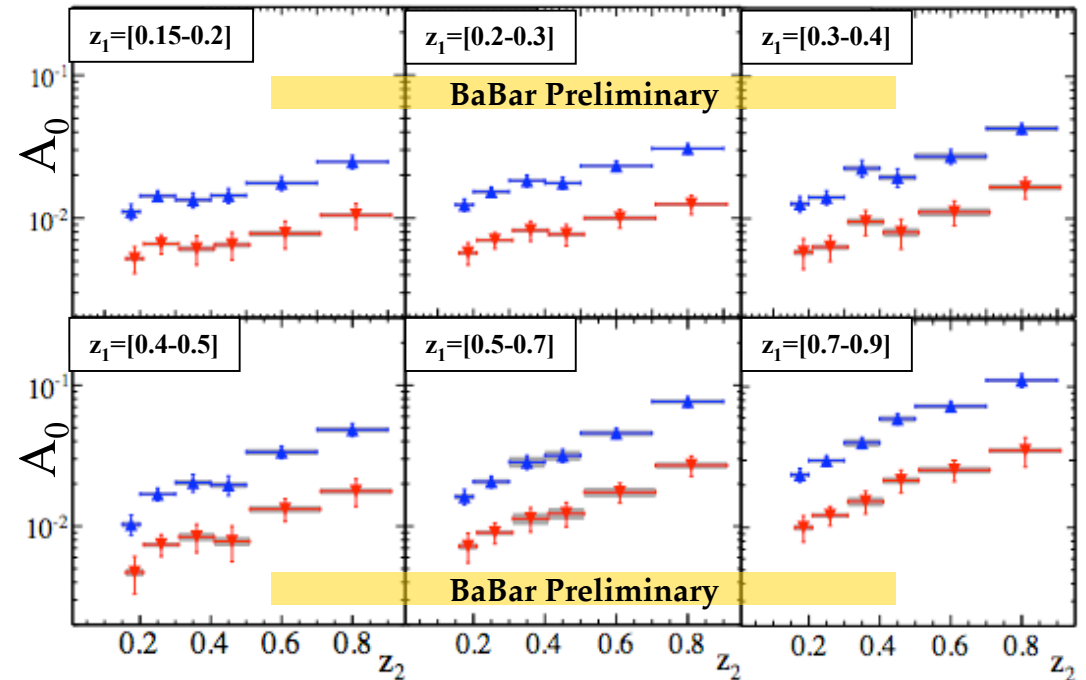 z₁=[0.15-0.2]
z₁=[0.2-0.3]
z₁=[0.3-0.4]
10⁻¹
BaBar Preliminary
A₀
10⁻²
z₁=[0.4-0.5]
z₁=[0.5-0.7]
z₁=[0.7-0.9]
10⁻¹
A₀
10⁻²
BaBar Preliminary
0.2 0.4 0.6 0.8 0.2 0.4 0.6 0.8 0.2 0.4 0.6 0.8
z₂ z₂ z₂